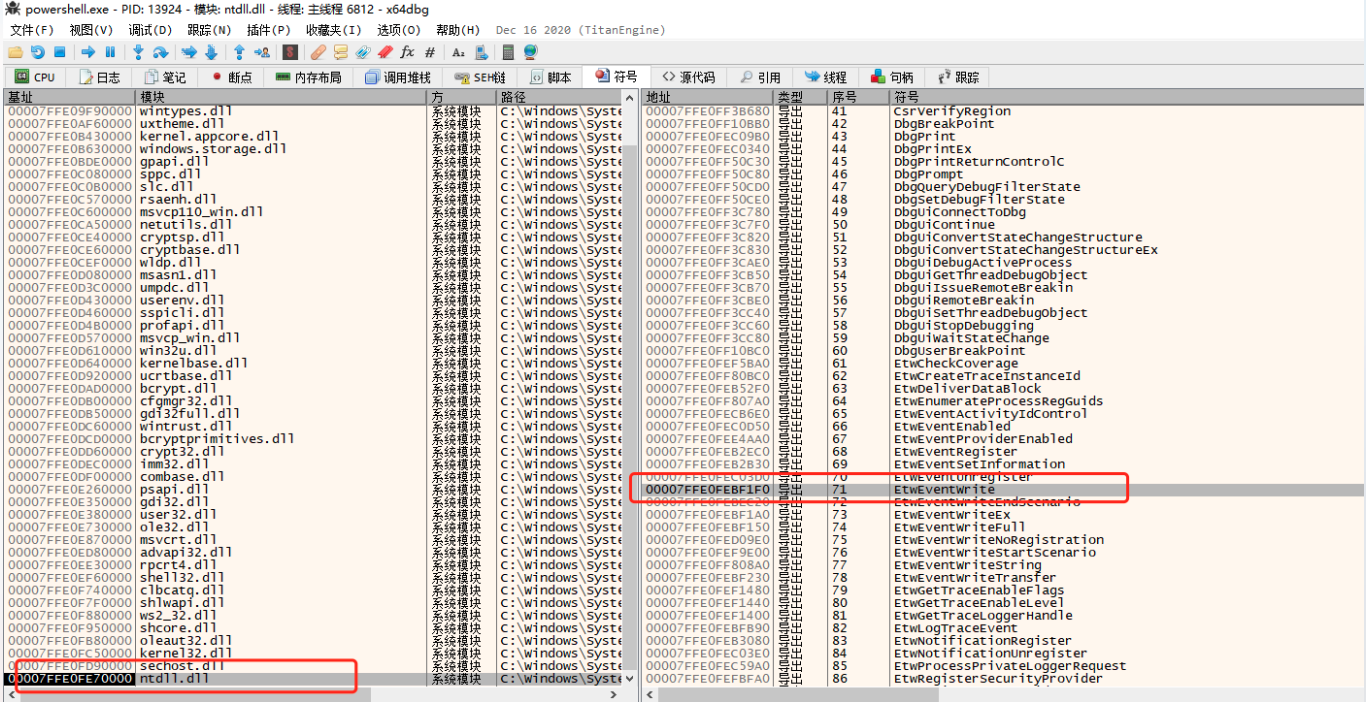 powershell.exe - PID: 13924 - 模块: ntdll.dll - 线程: 主线程 6812 - x64dbg
文件(F) 视图(V) 调试(D) 跟踪(N) 插件(P) 收藏夹(I) 选项(O) 帮助(H) Dec 16 2020 (TitanEngine)
CPU 日志 笔记 断点 内存布局 调用堆栈 SEH链 脚本 符号 源代码 引用 线程 句柄 跟踪
基址 模块 方 路径 地址 类型 序号 符号
00007FFE09F90000 wintypes.dll 系统模块 C:\Windows\Syste 00007FFE0FF3B680 导出 41 CsrVerifyRegion
00007FFE0AF60000 uxtheme.dll 系统模块 C:\Windows\Syste 00007FFE0FF10BB0 导出 42 DbgBreakPoint
00007FFE0B430000 kernel.appcore.dll 系统模块 C:\Windows\Syste 00007FFE0FEC09B0 导出 43 DbgPrint
00007FFE0B630000 windows.storage.dll 系统模块 C:\Windows\Syste 00007FFE0FEC0340 导出 44 DbgPrintEx
00007FFE0BDE0000 gpapi.dll 系统模块 C:\Windows\Syste 00007FFE0FF50C30 导出 45 DbgPrintReturnControlC
00007FFE0C080000 sppc.dll 系统模块 C:\Windows\Syste 00007FFE0FF50C80 导出 46 DbgPrompt
00007FFE0C0B0000 slc.dll 系统模块 C:\Windows\Syste 00007FFE0FF50CD0 导出 47 DbgQueryDebugFilterState
00007FFE0C570000 rsaenh.dll 系统模块 C:\Windows\Syste 00007FFE0FF50CE0 导出 48 DbgSetDebugFilterState
00007FFE0C600000 msvcp110_win.dll 系统模块 C:\Windows\Syste 00007FFE0FF3C780 导出 49 DbgUiConnectToDbg
00007FFE0CA50000 netutils.dll 系统模块 C:\Windows\Syste 00007FFE0FF3C7F0 导出 50 DbgUiContinue
00007FFE0CE40000 cryptsp.dll 系统模块 C:\Windows\Syste 00007FFE0FF3C820 导出 51 DbgUiConvertStateChangeStructure
00007FFE0CE60000 cryptbase.dll 系统模块 C:\Windows\Syste 00007FFE0FF3C830 导出 52 DbgUiConvertStateChangeStructureEx
00007FFE0CEF0000 wldp.dll 系统模块 C:\Windows\Syste 00007FFE0FF3CAE0 导出 53 DbgUiDebugActiveProcess
00007FFE0D080000 msasn1.dll 系统模块 C:\Windows\Syste 00007FFE0FF3CB50 导出 54 DbgUiGetThreadDebugObject
00007FFE0D3C0000 umpdc.dll 系统模块 C:\Windows\Syste 00007FFE0FF3CB70 导出 55 DbgUiIssueRemoteBreakin
00007FFE0D430000 userenv.dll 系统模块 C:\Windows\Syste 00007FFE0FF3CBE0 导出 56 DbgUiRemoteBreakin
00007FFE0D460000 sspicli.dll 系统模块 C:\Windows\Syste 00007FFE0FF3CC40 导出 57 DbgUiSetThreadDebugObject
00007FFE0D4B0000 profapi.dll 系统模块 C:\Windows\Syste 00007FFE0FF3CC60 导出 58 DbgUiStopDebugging
00007FFE0D570000 msvcp_win.dll 系统模块 C:\Windows\Syste 00007FFE0FF3CC80 导出 59 DbgUiWaitStateChange
00007FFE0D610000 win32u.dll 系统模块 C:\Windows\Syste 00007FFE0FF10BC0 导出 60 DbgUserBreakPoint
00007FFE0D640000 kernelbase.dll 系统模块 C:\Windows\Syste 00007FFE0FEF5BA0 导出 61 EtwCheckCoverage
00007FFE0D920000 ucrtbase.dll 系统模块 C:\Windows\Syste 00007FFE0FF80BC0 导出 62 EtwCreateTraceInstanceId
00007FFE0DAD0000 bcrypt.dll 系统模块 C:\Windows\Syste 00007FFE0FEB52F0 导出 63 EtwDeliverDataBlock
00007FFE0DB00000 cfgmgr32.dll 系统模块 C:\Windows\Syste 00007FFE0FF807A0 导出 64 EtwEnumerateProcessRegGuids
00007FFE0DB50000 gdi32full.dll 系统模块 C:\Windows\Syste 00007FFE0FECB6E0 导出 65 EtwEventActivityIdControl
00007FFE0DC60000 wintrust.dll 系统模块 C:\Windows\Syste 00007FFE0FEC0D50 导出 66 EtwEventEnabled
00007FFE0DCD0000 bcryptprimitives.dll 系统模块 C:\Windows\Syste 00007FFE0FEE4AA0 导出 67 EtwEventProviderEnabled
00007FFE0DD60000 crypt32.dll 系统模块 C:\Windows\Syste 00007FFE0FEB2EC0 导出 68 EtwEventRegister
00007FFE0DEC0000 imm32.dll 系统模块 C:\Windows\Syste 00007FFE0FEB2B30 导出 69 EtwEventSetInformation
00007FFE0DF00000 combase.dll 系统模块 C:\Windows\Syste 00007FFE0FEC03D0 导出 70 EtwEventUnregister
00007FFE0E260000 psapi.dll 系统模块 C:\Windows\Syste 00007FFE0FEBF1F0 导出 71 EtwEventWrite
00007FFE0E350000 gdi32.dll 系统模块 C:\Windows\Syste 导出 72 EtwEventWriteEndScenario
00007FFE0E380000 user32.dll 系统模块 C:\Windows\Syste 00007FFE0FEBF1A0 导出 73 EtwEventWriteEx
00007FFE0E730000 ole32.dll 系统模块 C:\Windows\Syste 00007FFE0FEBF150 导出 74 EtwEventWriteFull
00007FFE0E870000 msvcrt.dll 系统模块 C:\Windows\Syste 00007FFE0FED09E0 导出 75 EtwEventWriteNoRegistration
00007FFE0ED80000 advapi32.dll 系统模块 C:\Windows\Syste 00007FFE0FEF9E00 导出 76 EtwEventWriteStartScenario
00007FFE0EE30000 rpcrt4.dll 系统模块 C:\Windows\Syste 00007FFE0FF808A0 导出 77 EtwEventWriteString
00007FFE0EF60000 shell32.dll 系统模块 C:\Windows\Syste 00007FFE0FEBF230 导出 78 EtwEventWriteTransfer
00007FFE0F740000 clbcatq.dll 系统模块 C:\Windows\Syste 00007FFE0FEF1480 导出 79 EtwGetTraceEnableFlags
00007FFE0F7F0000 shlwapi.dll 系统模块 C:\Windows\Syste 00007FFE0FEF1440 导出 80 EtwGetTraceEnableLevel
00007FFE0F880000 ws2_32.dll 系统模块 C:\Windows\Syste 00007FFE0FEF1400 导出 81 EtwGetTraceLoggerHandle
00007FFE0F950000 shcore.dll 系统模块 C:\Windows\Syste 00007FFE0FEBFB90 导出 82 EtwLogTraceEvent
00007FFE0FB80000 oleaut32.dll 系统模块 C:\Windows\Syste 00007FFE0FEB3080 导出 83 EtwNotificationRegister
00007FFE0FC50000 kernel32.dll 系统模块 C:\Windows\Syste 00007FFE0FEC03E0 导出 84 EtwNotificationUnregister
00007FFE0FD90000 sechost.dll 系统模块 C:\Windows\Syste 00007FFE0FEC59A0 导出 85 EtwProcessPrivateLoggerRequest
00007FFE0FE70000 ntdll.dll 系统模块 C:\Windows\Syste 00007FFE0FEBFA0 导出 86 EtwRegisterSecurityProvider